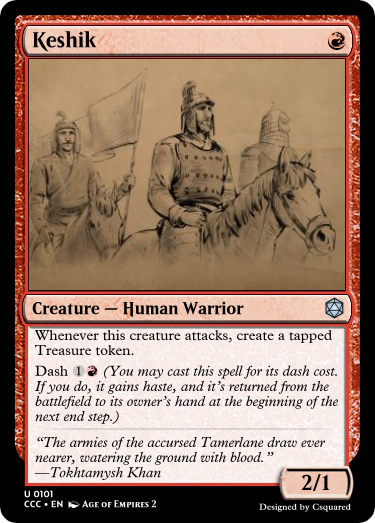 Keshik
Creature — Human Warrior
Whenever this creature attacks, create a tapped
Treasure token.
Dash 1 (You may cast this spell for its dash cost.
If you do, it gains haste, and it's returned from the
battlefield to its owner's hand at the beginning of the
next end step.)
“The armies of the accursed Tamerlane draw ever
nearer, watering the ground with blood.”
—Tokhtamysh Khan
2/1
U 0101
CCC • EN Age of Empires 2
Designed by Csquared